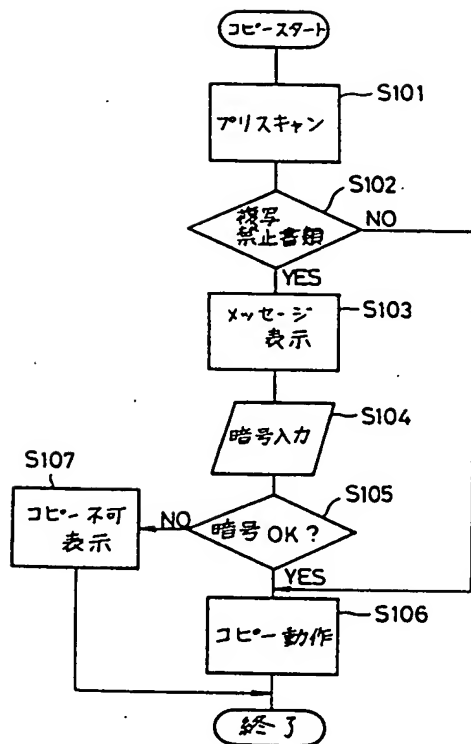 コピースタート
S101
プリスキャン
S102
複写
禁止書類
NO
YES
メッセージ
表示
S103
暗号入力
S104
S107
コピー不可
表示
S105
暗号 OK?
NO
YES
S106
コピー動作
終了